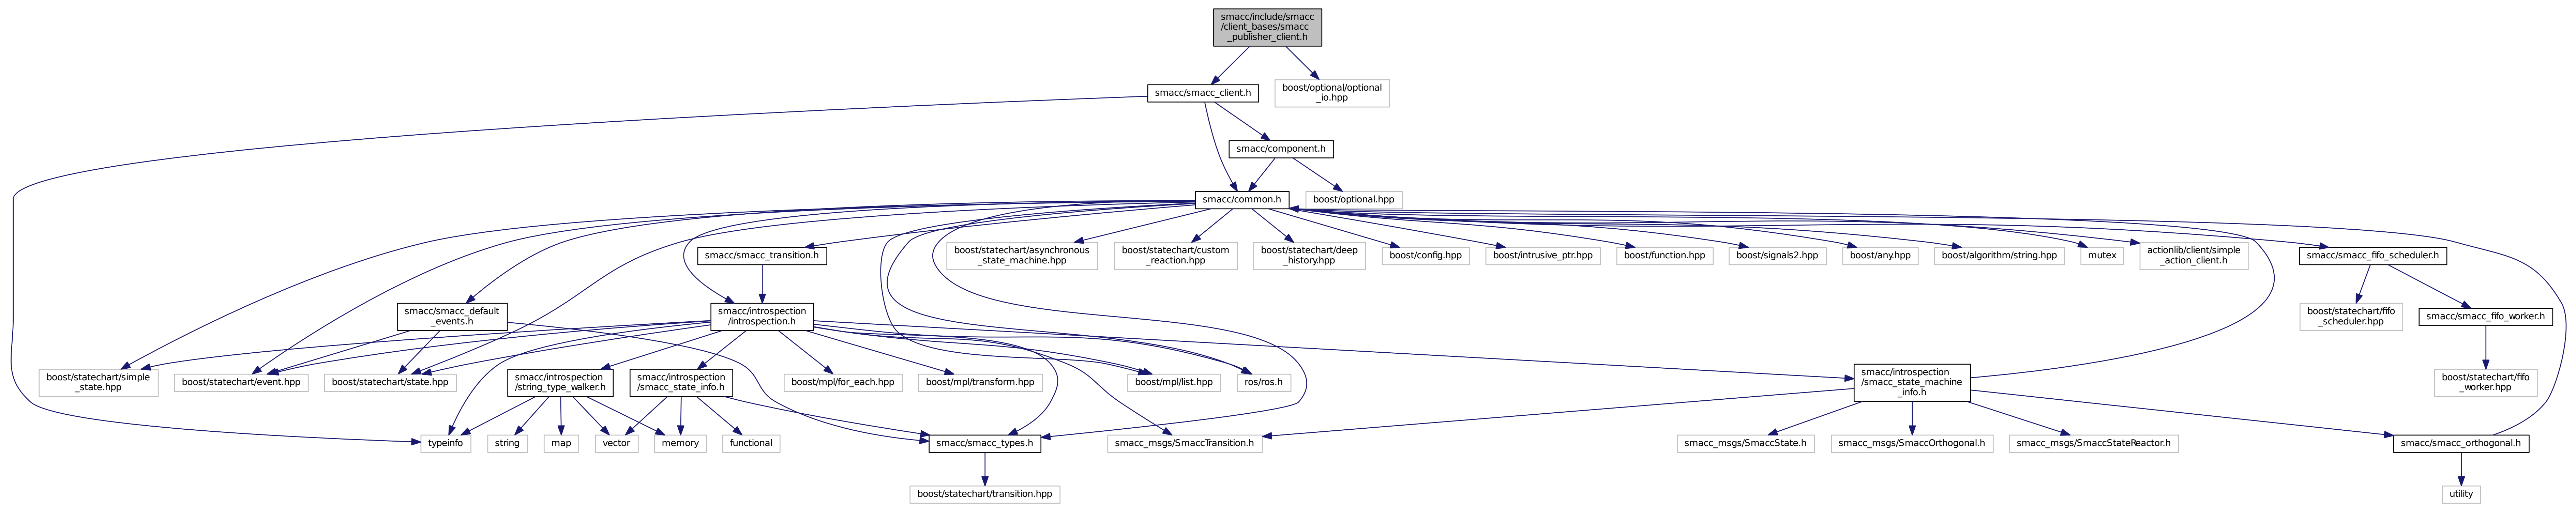 smacc/include/smacc
/client_bases/smacc
_publisher_client.h
smacc/smacc_client.h
boost/optional/optional
_io.hpp
smacc/component.h
smacc/common.h
boost/optional.hpp
smacc/smacc_transition.h
boost/statechart/asynchronous
_state_machine.hpp
boost/statechart/custom
_reaction.hpp
boost/statechart/deep
_history.hpp
boost/config.hpp
boost/intrusive_ptr.hpp
boost/function.hpp
boost/signals2.hpp
boost/any.hpp
boost/algorithm/string.hpp
mutex
actionlib/client/simple
_action_client.h
smacc/smacc_fifo_scheduler.h
smacc/smacc_default
_events.h
smacc/introspection
/introspection.h
boost/statechart/fifo
_scheduler.hpp
smacc/smacc_fifo_worker.h
boost/statechart/simple
_state.hpp
boost/statechart/event.hpp
boost/statechart/state.hpp
smacc/introspection
/string_type_walker.h
smacc/introspection
/smacc_state_info.h
boost/mpl/for_each.hpp
boost/mpl/transform.hpp
boost/mpl/list.hpp
ros/ros.h
smacc/introspection
/smacc_state_machine
_info.h
boost/statechart/fifo
_worker.hpp
typeinfo
string
map
vector
memory
functional
smacc/smacc_types.h
smacc_msgs/SmaccTransition.h
smacc_msgs/SmaccState.h
smacc_msgs/SmaccOrthogonal.h
smacc_msgs/SmaccStateReactor.h
smacc/smacc_orthogonal.h
boost/statechart/transition.hpp
utility